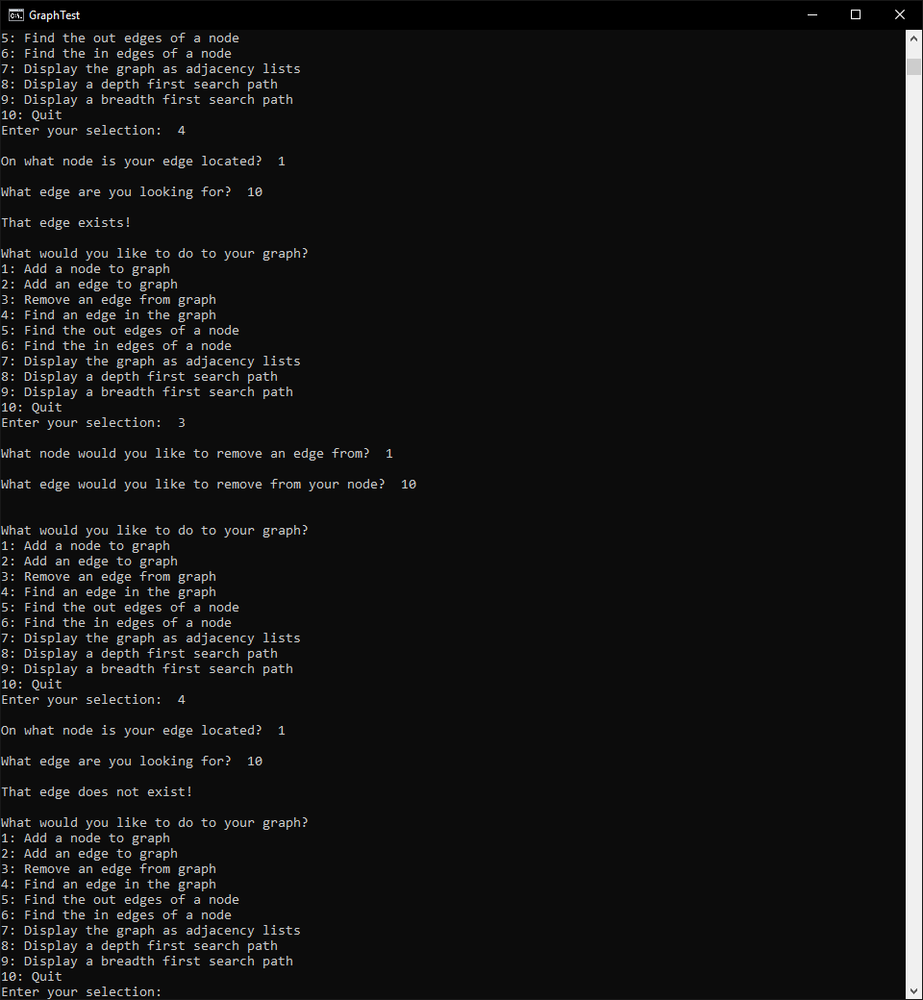 GraphTest
5: Find the out edges of a node
6: Find the in edges of a node
7: Display the graph as adjacency lists
8: Display a depth first search path
9: Display a breadth first search path
10: Quit
Enter your selection:  4
On what node is your edge located?  1
What edge are you looking for?  10
That edge exists!
What would you like to do to your graph?
1: Add a node to graph
2: Add an edge to graph
3: Remove an edge from graph
4: Find an edge in the graph
5: Find the out edges of a node
6: Find the in edges of a node
7: Display the graph as adjacency lists
8: Display a depth first search path
9: Display a breadth first search path
10: Quit
Enter your selection:  3
What node would you like to remove an edge from?  1
What edge would you like to remove from your node?  10
What would you like to do to your graph?
1: Add a node to graph
2: Add an edge to graph
3: Remove an edge from graph
4: Find an edge in the graph
5: Find the out edges of a node
6: Find the in edges of a node
7: Display the graph as adjacency lists
8: Display a depth first search path
9: Display a breadth first search path
10: Quit
Enter your selection:  4
On what node is your edge located?  1
What edge are you looking for?  10
That edge does not exist!
What would you like to do to your graph?
1: Add a node to graph
2: Add an edge to graph
3: Remove an edge from graph
4: Find an edge in the graph
5: Find the out edges of a node
6: Find the in edges of a node
7: Display the graph as adjacency lists
8: Display a depth first search path
9: Display a breadth first search path
10: Quit
Enter your selection: